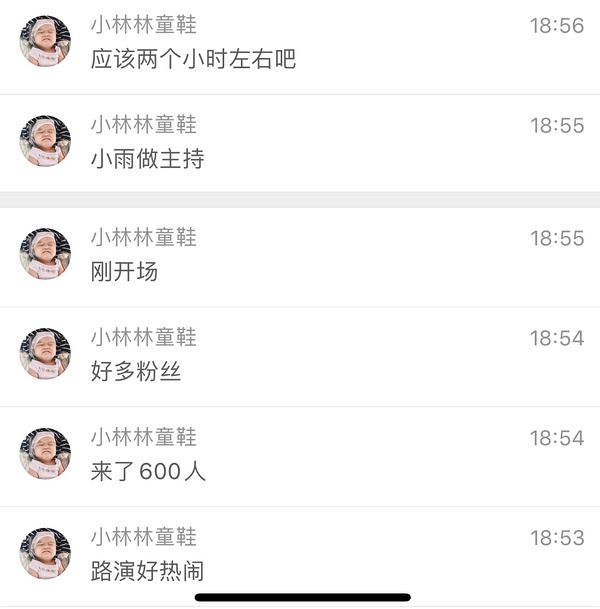 小林林童鞋 18:56
应该两个小时左右吧
小林林童鞋 18:55
小雨做主持
小林林童鞋 18:55
刚开场
小林林童鞋 18:54
好多粉丝
小林林童鞋 18:54
来了600人
小林林童鞋 18:53
路演好热闹